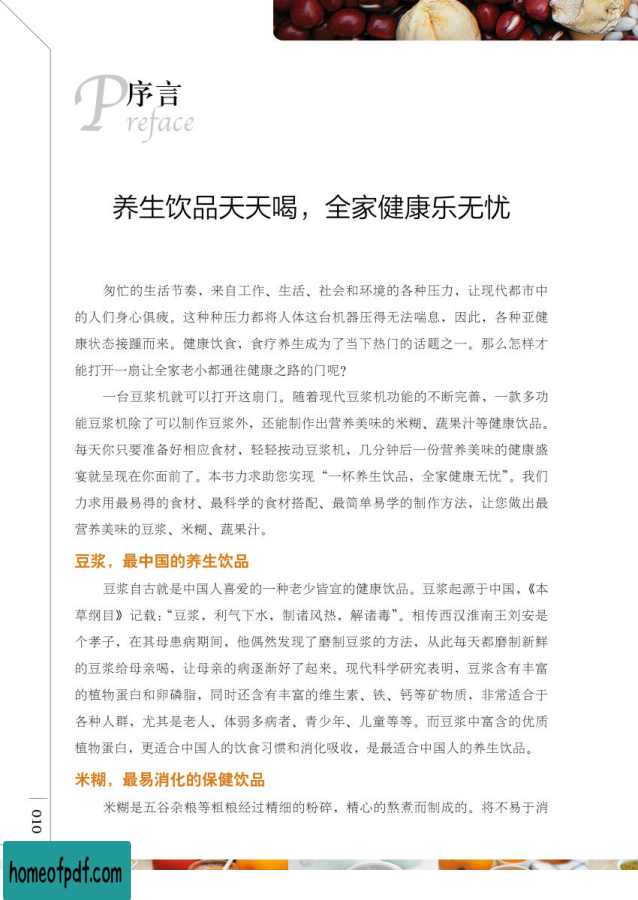 序言
Preface
养生饮品天天喝，全家健康乐无忧
匆忙的生活节奏，来自工作、生活、社会和环境的各种压力，让现代都市中
的人们身心俱疲。这种种压力都将人体这台机器压得无法喘息，因此，各种亚健
康状态接踵而来。健康饮食，食疗养生成为了当下热门的话题之一。那么怎样才
能打开一扇让全家老小都通往健康之路的门呢？
一台豆浆机就可以打开这扇门。随着现代豆浆机功能的不断完善，一款多功
能豆浆机除了可以制作豆浆外，还能制作出营养美味的米糊、蔬果汁等健康饮品。
每天你只要准备好相应食材，轻轻按动豆浆机，几分钟后一份营养美味的健康盛
宴就呈现在你面前了。本书力求助您实现“一杯养生饮品，全家健康无忧”。我们
力求用最易得的食材、最科学的食材搭配、最简单易学的制作方法，让您做出最
营养美味的豆浆、米糊、蔬果汁。
豆浆，最中国的养生饮品
豆浆自古就是中国人喜爱的一种老少皆宜的健康饮品。豆浆起源于中国，《本
草纲目》记载：“豆浆，利气下水，制诸风热，解诸毒”。相传西汉淮南王刘安是
个孝子，在其母患病期间，他偶然发现了磨制豆浆的方法，从此每天都磨制新鲜
的豆浆给母亲喝，让母亲的病逐渐好了起来。现代科学研究表明，豆浆含有丰富
的植物蛋白和卵磷脂，同时还含有丰富的维生素、铁、钙等矿物质，非常适合于
各种人群，尤其是老人、体弱多病者、青少年、儿童等等。而豆浆中富含的优质
植物蛋白，更适合中国人的饮食习惯和消化吸收，是最适合中国人的养生饮品。
米糊，最易消化的保健饮品
米糊是五谷杂粮等粗粮经过精细的粉碎，精心的熬煮而制成的。将不易于消
010
homeofpdf.com